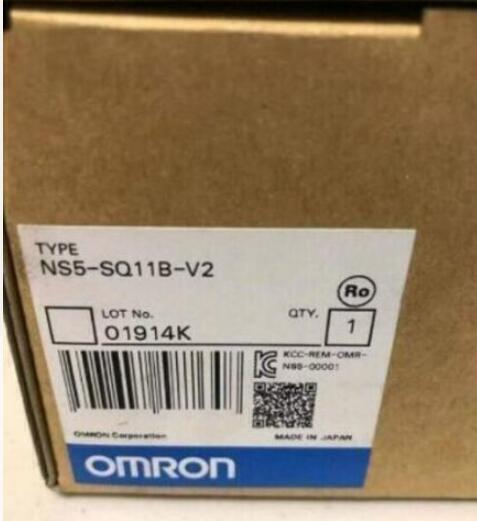 TYPE
NS5-SQ11B-V2
Ro
LOT No.
01914K
QTY.
1
KCC-REM-OMR-
NS5-00001
OMRON Corporation
MADE IN JAPAN
OMRON